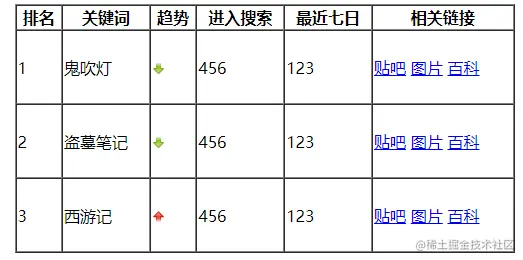 排名 关键词 趋势 进入搜索 最近七日 相关链接
1 鬼吹灯 456 123 贴吧 图片 百科
2 盗墓笔记 456 123 贴吧 图片 百科
3 西游记 456 123 贴吧 图片 百科
@稀土掘金技术社区